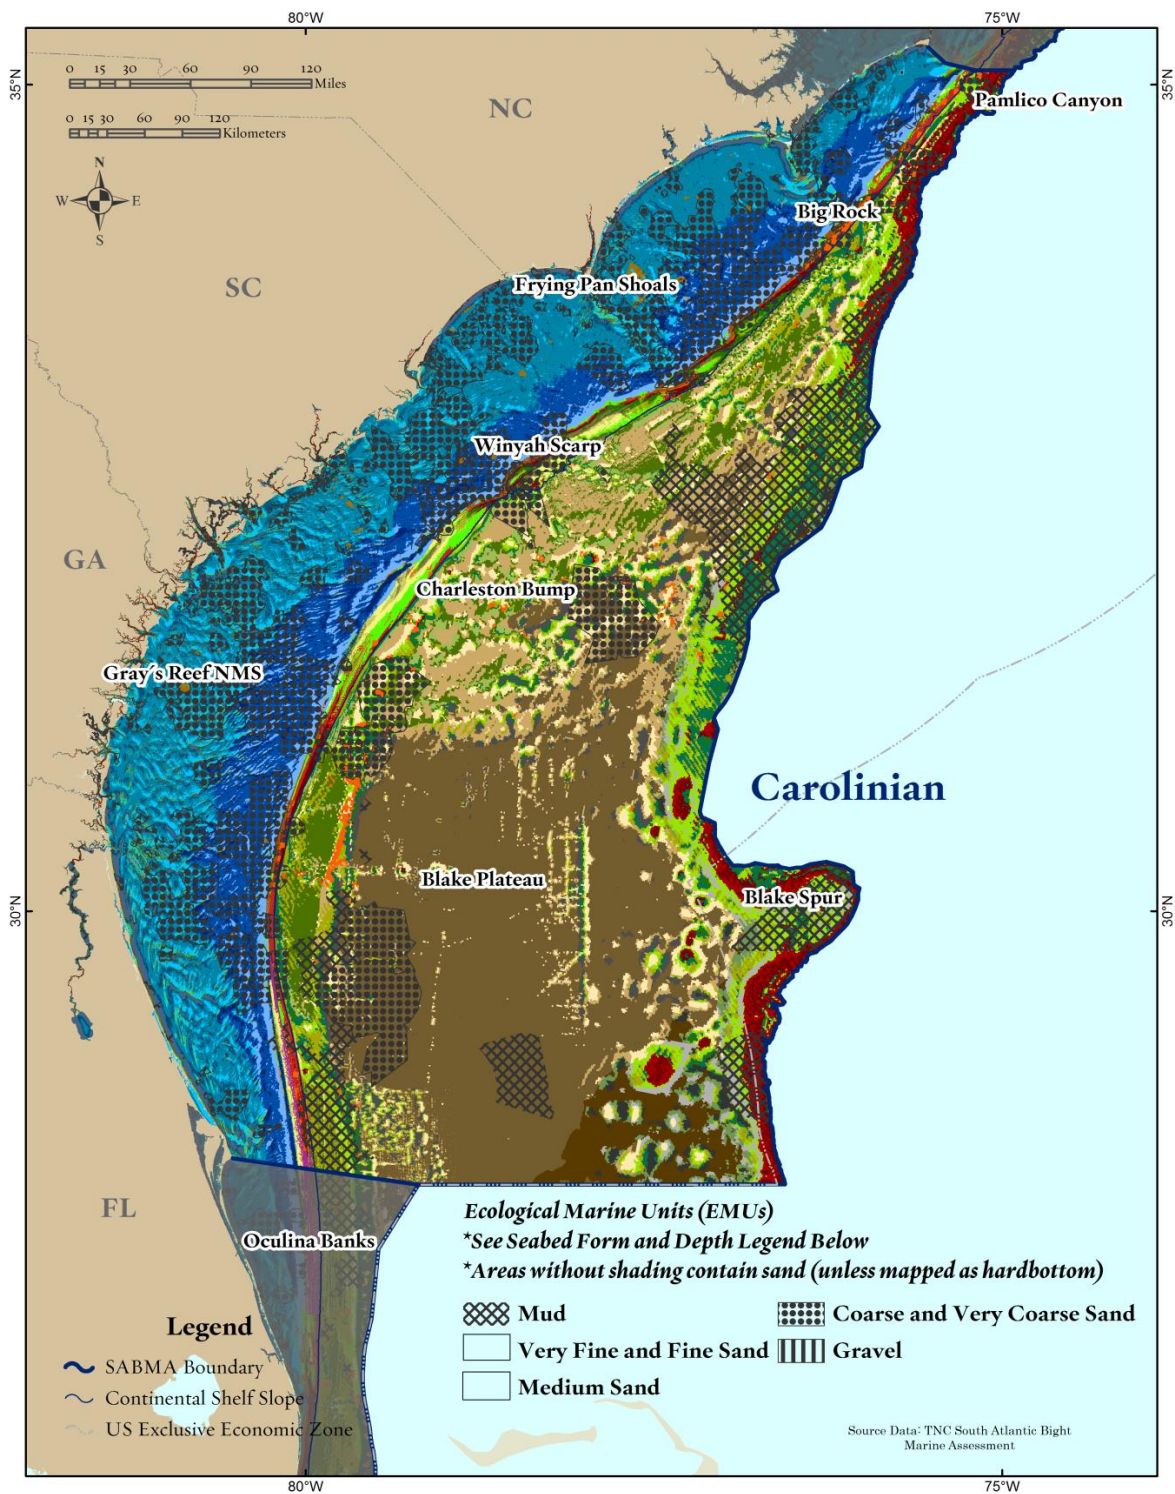 80°W
75°W
35°N
35°N
0 15 30 60 90 120
Miles
0 15 30 60 90 120
Kilometers
N
W E
S
NC
Pamlico Canyon
Big Rock
SC
Frying Pan Shoals
Winyah Scarp
GA
Charleston Bump
Gray's Reef NMS
Carolinian
Blake Plateau
Blake Spur
30°N
30°N
FL
Oculina Banks
Ecological Marine Units (EMUs)
*See Seabed Form and Depth Legend Below
*Areas without shading contain sand (unless mapped as hardbottom)
Mud
Coarse and Very Coarse Sand
Very Fine and Fine Sand
Gravel
Medium Sand
Legend
SABMA Boundary
Continental Shelf Slope
US Exclusive Economic Zone
Source Data: TNC South Atlantic Bight
Marine Assessment
80°W
75°W